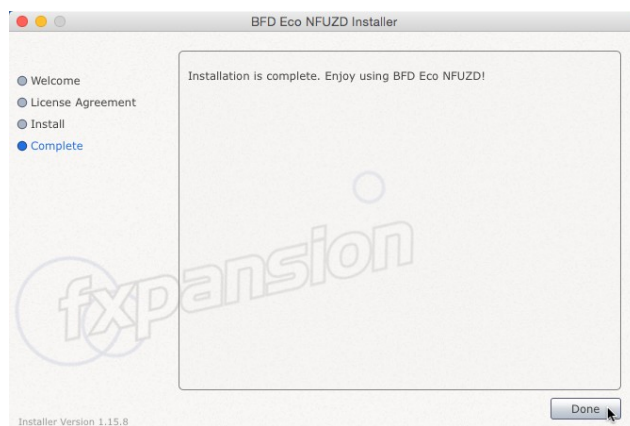 BFD Eco NFUZD Installer
Welcome
License Agreement
Install
Complete
Installation is complete. Enjoy using BFD Eco NFUZD!
fxpansion
Done
Installer Version 1.15.8